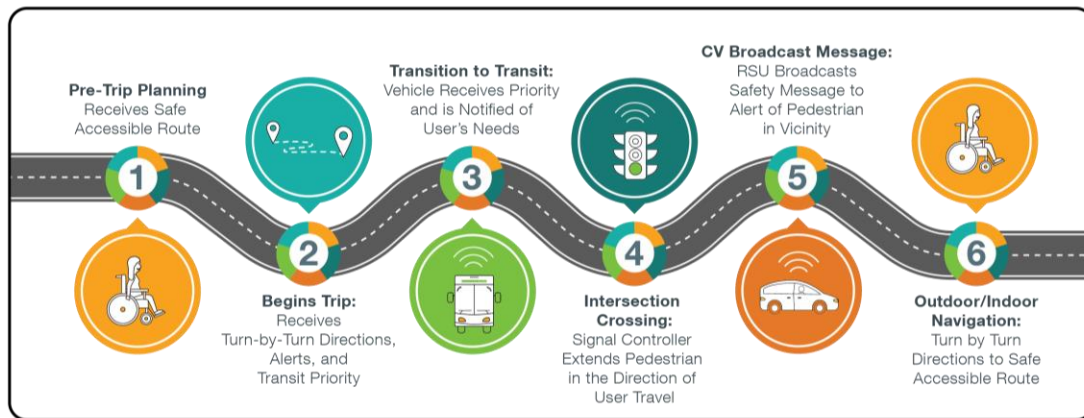 1
Pre-Trip Planning
Receives Safe
Accessible Route
2
Begins Trip:
Receives
Turn-by-Turn Directions,
Alerts, and
Transit Priority
3
Transition to Transit:
Vehicle Receives Priority
and is Notified of
User's Needs
4
Intersection
Crossing:
Signal Controller
Extends Pedestrian
in the Direction of
User Travel
5
CV Broadcast Message:
RSU Broadcasts
Safety Message to
Alert of Pedestrian
in Vicinity
6
Outdoor/Indoor
Navigation:
Turn by Turn
Directions to Safe
Accessible Route